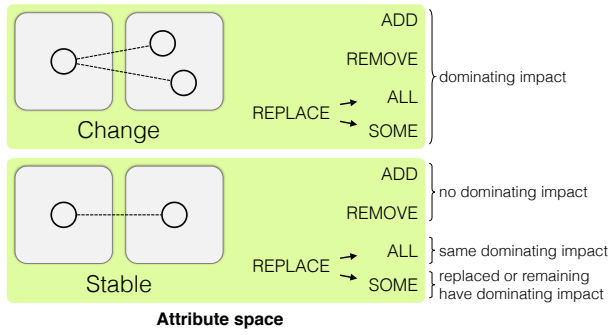 ADD
REMOVE
REPLACE
ALL
SOME
dominating impact
Change
ADD
REMOVE
no dominating impact
REPLACE
ALL
same dominating impact
SOME
replaced or remaining
have dominating impact
Stable
Attribute space